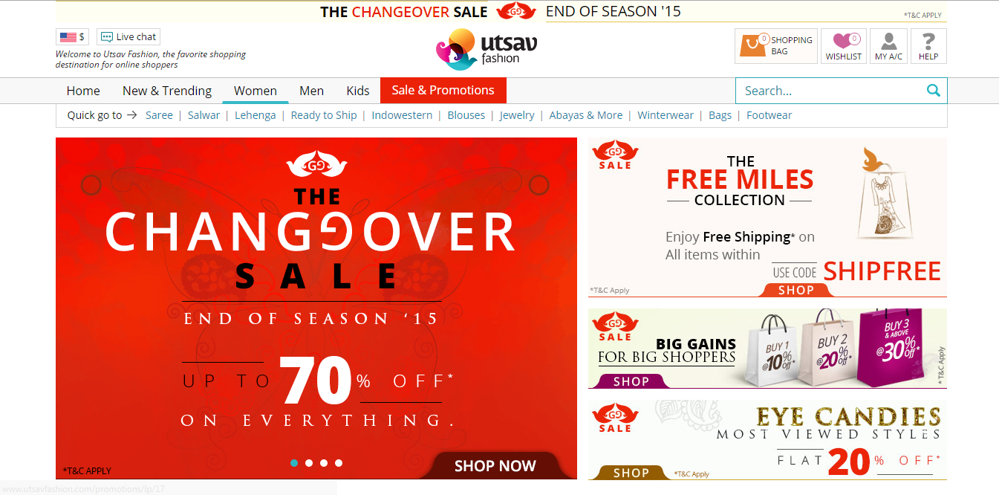 THE CHANGEOVER SALE GG END OF SEASON '15
*T&C APPLY
$ Live chat
Welcome to Utsav Fashion, the favorite shopping
destination for online shoppers
utsav
fashion
0 SHOPPING
BAG
0
WISHLIST
MY A/C
?
HELP
Home New & Trending Women Men Kids Sale & Promotions
Search...
Quick go to → Saree | Salwar | Lehenga | Ready to Ship | Indowestern | Blouses | Jewelry | Abayas & More | Winterwear | Bags | Footwear
GG
THE
CHANGGOVER
SALE
END OF SEASON '15
UP TO 70% OFF*
ON EVERYTHING.
*T&C APPLY
SHOP NOW
GG
SALE
THE
FREE MILES
COLLECTION
Enjoy Free Shipping* on
All items within
USE CODE SHIPFREE
*T&C Apply
SHOP
GG
SALE
BIG GAINS
FOR BIG SHOPPERS
SHOP
BUY 1
@10% off*
BUY 2
@20% off*
BUY 3
& ABOVE
@30% off*
* T&C Apply
GG
SALE
EYE CANDIES
MOST VIEWED STYLES
FLAT 20% OFF*
SHOP
*T&C Apply
www.utsavfashion.com/promotions/lp/17